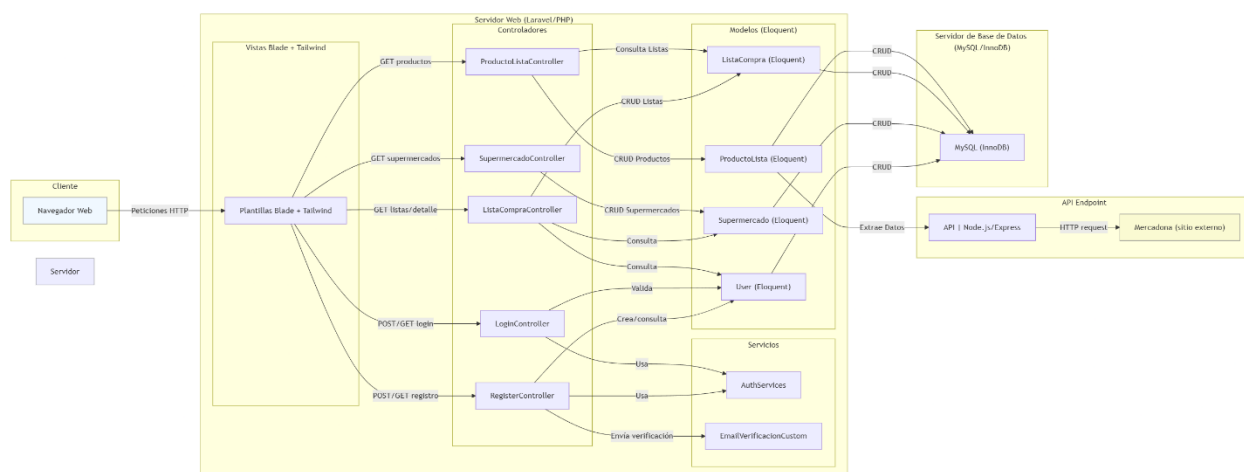 Servidor Web (Laravel/PHP)
Vistas Blade + Tailwind
Controladores
Modelos (Eloquent)
Servidor de Base de Datos
(MySQL/InnoDB)
GET productos
ProductoListaController
Consulta Listas
ListaCompra (Eloquent)
CRUD
CRUD
CRUD Listas
CRUD
MySQL (InnoDB)
GET supermercados
SupermercadoController
CRUD Productos
ProductoLista (Eloquent)
CRUD
Cliente
Navegador Web
Peticiones HTTP
Plantillas Blade + Tailwind
GET listas/detalle
ListaCompraController
CRUD Supermercados
Supermercado (Eloquent)
Consulta
Extrae Datos
API Endpoint
API | Node.js/Express
HTTP request
Mercadona (sitio externo)
Servidor
Consulta
Valida
User (Eloquent)
Crea/consulta
POST/GET login
LoginController
Servicios
Usa
AuthServices
POST/GET registro
RegisterController
Usa
Envía verificación
EmailVerificacionCustom